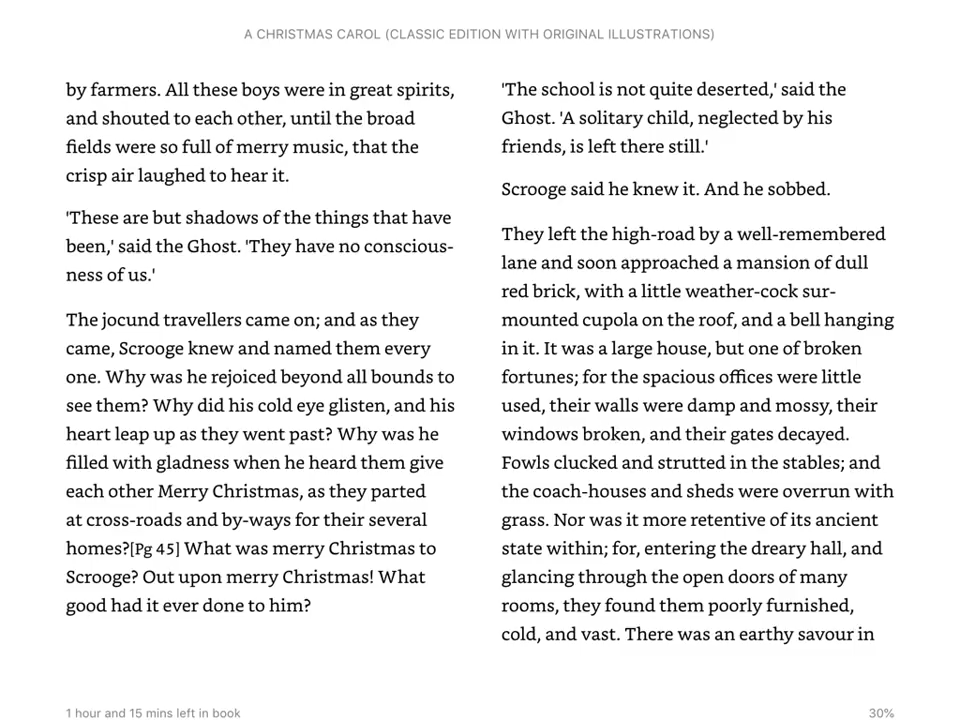 A CHRISTMAS CAROL (CLASSIC EDITION WITH ORIGINAL ILLUSTRATIONS)
by farmers. All these boys were in great spirits,
and shouted to each other, until the broad
fields were so full of merry music, that the
crisp air laughed to hear it.
'These are but shadows of the things that have
been,' said the Ghost. 'They have no conscious-
ness of us.'
The jocund travellers came on; and as they
came, Scrooge knew and named them every
one. Why was he rejoiced beyond all bounds to
see them? Why did his cold eye glisten, and his
heart leap up as they went past? Why was he
filled with gladness when he heard them give
each other Merry Christmas, as they parted
at cross-roads and by-ways for their several
homes?[Pg 45] What was merry Christmas to
Scrooge? Out upon merry Christmas! What
good had it ever done to him?
'The school is not quite deserted,' said the
Ghost. 'A solitary child, neglected by his
friends, is left there still.'
Scrooge said he knew it. And he sobbed.
They left the high-road by a well-remembered
lane and soon approached a mansion of dull
red brick, with a little weather-cock sur-
mounted cupola on the roof, and a bell hanging
in it. It was a large house, but one of broken
fortunes; for the spacious offices were little
used, their walls were damp and mossy, their
windows broken, and their gates decayed.
Fowls clucked and strutted in the stables; and
the coach-houses and sheds were overrun with
grass. Nor was it more retentive of its ancient
state within; for, entering the dreary hall, and
glancing through the open doors of many
rooms, they found them poorly furnished,
cold, and vast. There was an earthy savour in
1 hour and 15 mins left in book
30%